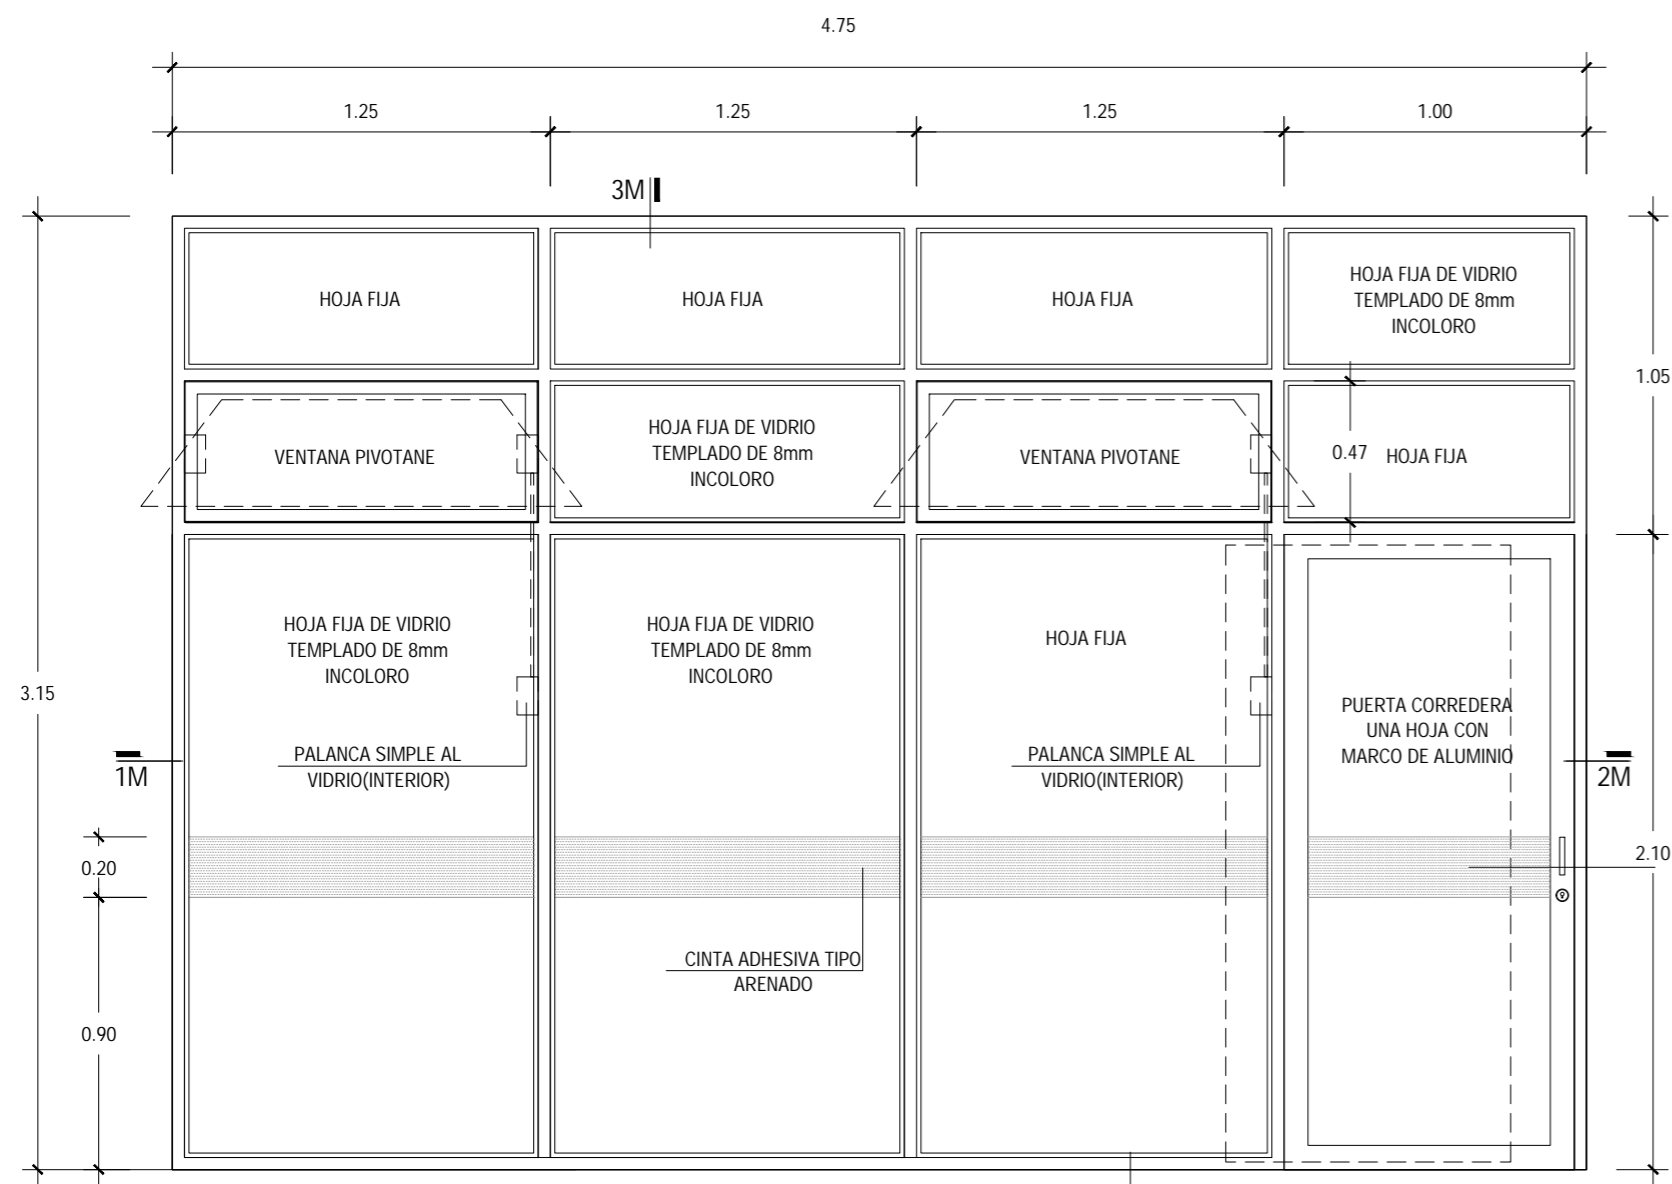 4.75
1.25
1.25
1.25
1.00
3M
HOJA FIJA
HOJA FIJA
HOJA FIJA
HOJA FIJA DE VIDRIO
TEMPLADO DE 8mm
INCOLORO
1.05
VENTANA PIVOTANE
HOJA FIJA DE VIDRIO
TEMPLADO DE 8mm
INCOLORO
VENTANA PIVOTANE
0.47
HOJA FIJA
HOJA FIJA DE VIDRIO
TEMPLADO DE 8mm
INCOLORO
HOJA FIJA DE VIDRIO
TEMPLADO DE 8mm
INCOLORO
HOJA FIJA
3.15
PUERTA CORREDERA
UNA HOJA CON
MARCO DE ALUMINIO
PALANCA SIMPLE AL
VIDRIO(INTERIOR)
PALANCA SIMPLE AL
VIDRIO(INTERIOR)
1M
2M
0.20
2.10
CINTA ADHESIVA TIPO
ARENADO
0.90